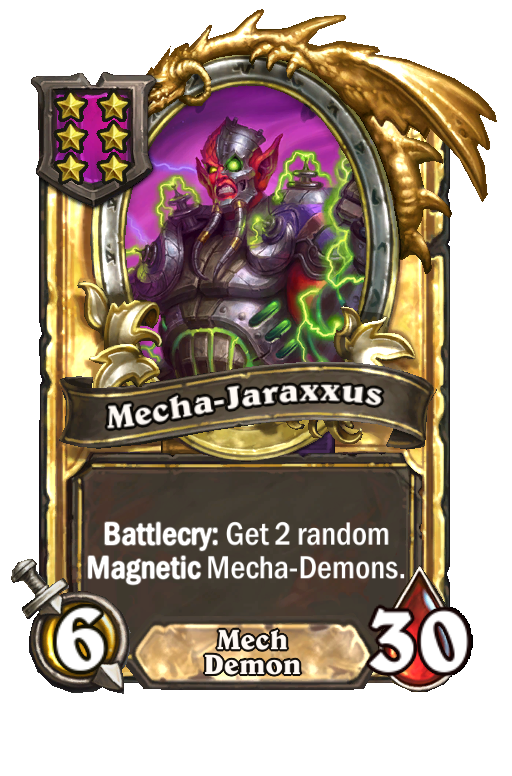 Mecha-Jaraxxus
Battlecry: Get 2 random
Magnetic Mecha-Demons.
6
Mech
Demon
30